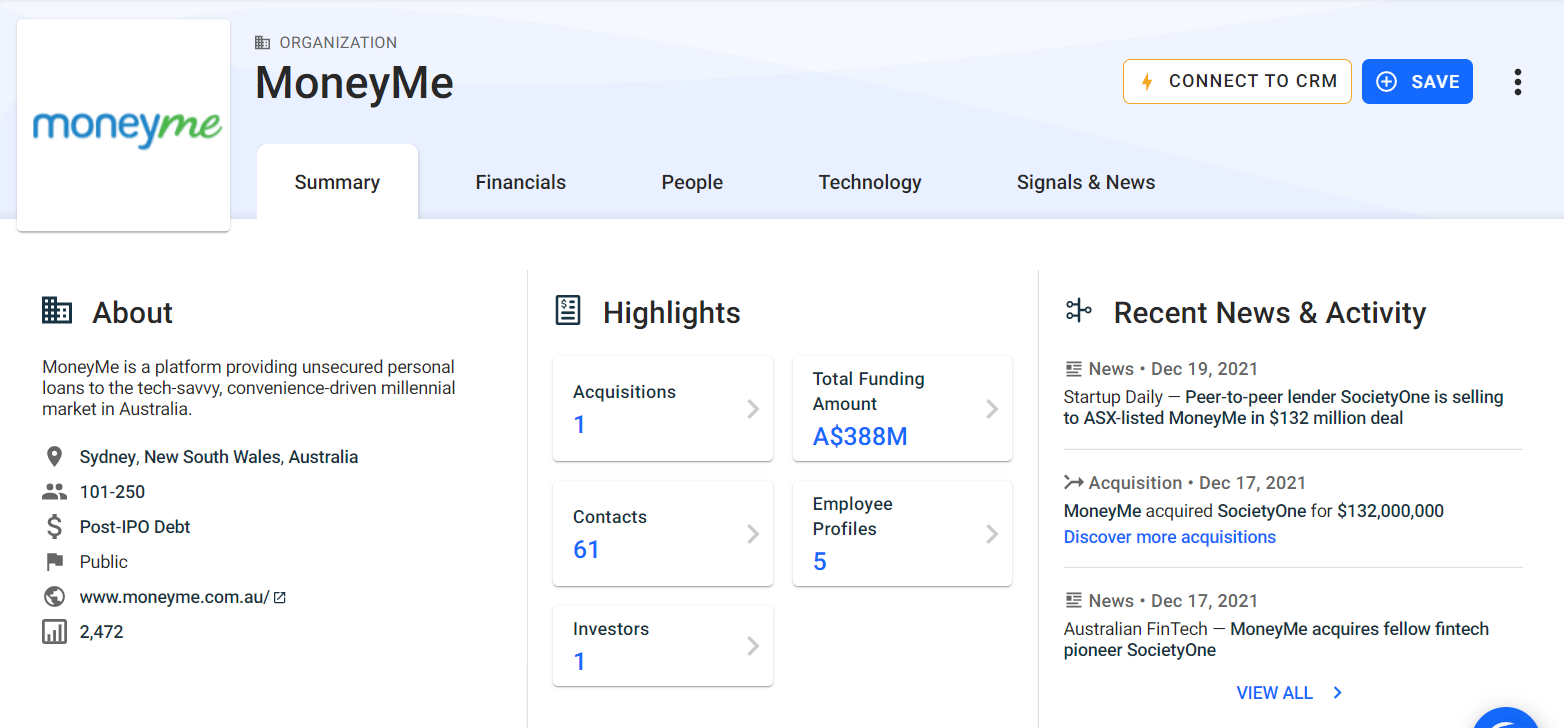 moneyme
ORGANIZATION
MoneyMe
CONNECT TO CRM
SAVE
Summary
Financials
People
Technology
Signals & News
About
MoneyMe is a platform providing unsecured personal
loans to the tech-savvy, convenience-driven millennial
market in Australia.
Sydney, New South Wales, Australia
101-250
Post-IPO Debt
Public
www.moneyme.com.au/
2,472
Highlights
Acquisitions
1
Total Funding
Amount
A$388M
Contacts
61
Employee
Profiles
5
Investors
1
Recent News & Activity
News • Dec 19, 2021
Startup Daily — Peer-to-peer lender SocietyOne is selling
to ASX-listed MoneyMe in $132 million deal
Acquisition • Dec 17, 2021
MoneyMe acquired SocietyOne for $132,000,000
Discover more acquisitions
News • Dec 17, 2021
Australian FinTech — MoneyMe acquires fellow fintech
pioneer SocietyOne
VIEW ALL